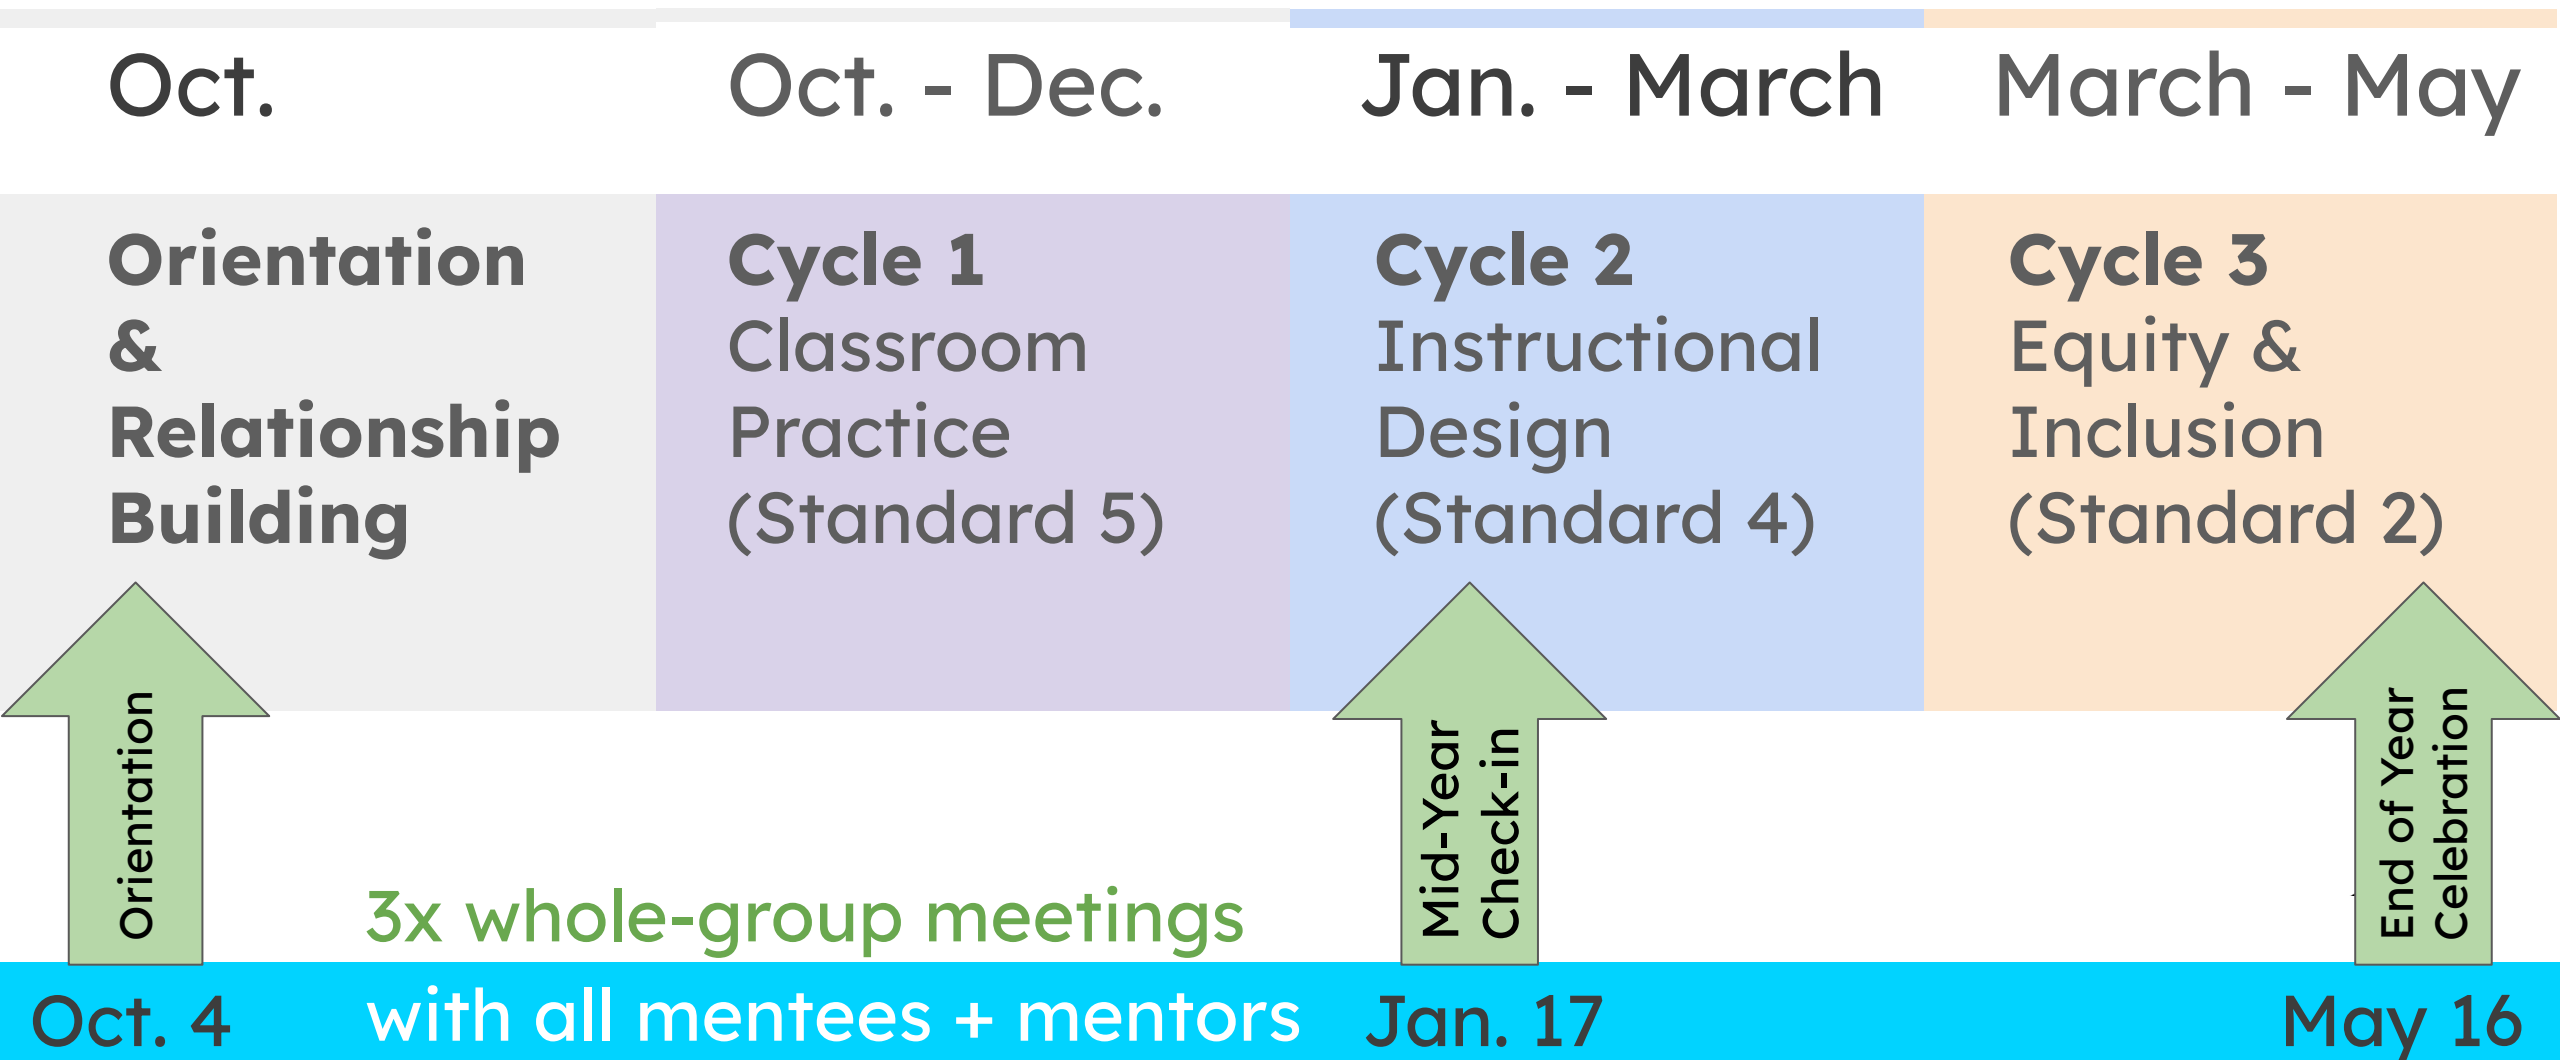 Oct.
Oct. - Dec.
Jan. - March
March - May
Orientation
&
Relationship
Building
Cycle 1
Classroom
Practice
(Standard 5)
Cycle 2
Instructional
Design
(Standard 4)
Cycle 3
Equity &
Inclusion
(Standard 2)
Orientation
Mid-Year
Check-in
End of Year
Celebration
3x whole-group meetings
with all mentees + mentors
Oct. 4
Jan. 17
May 16